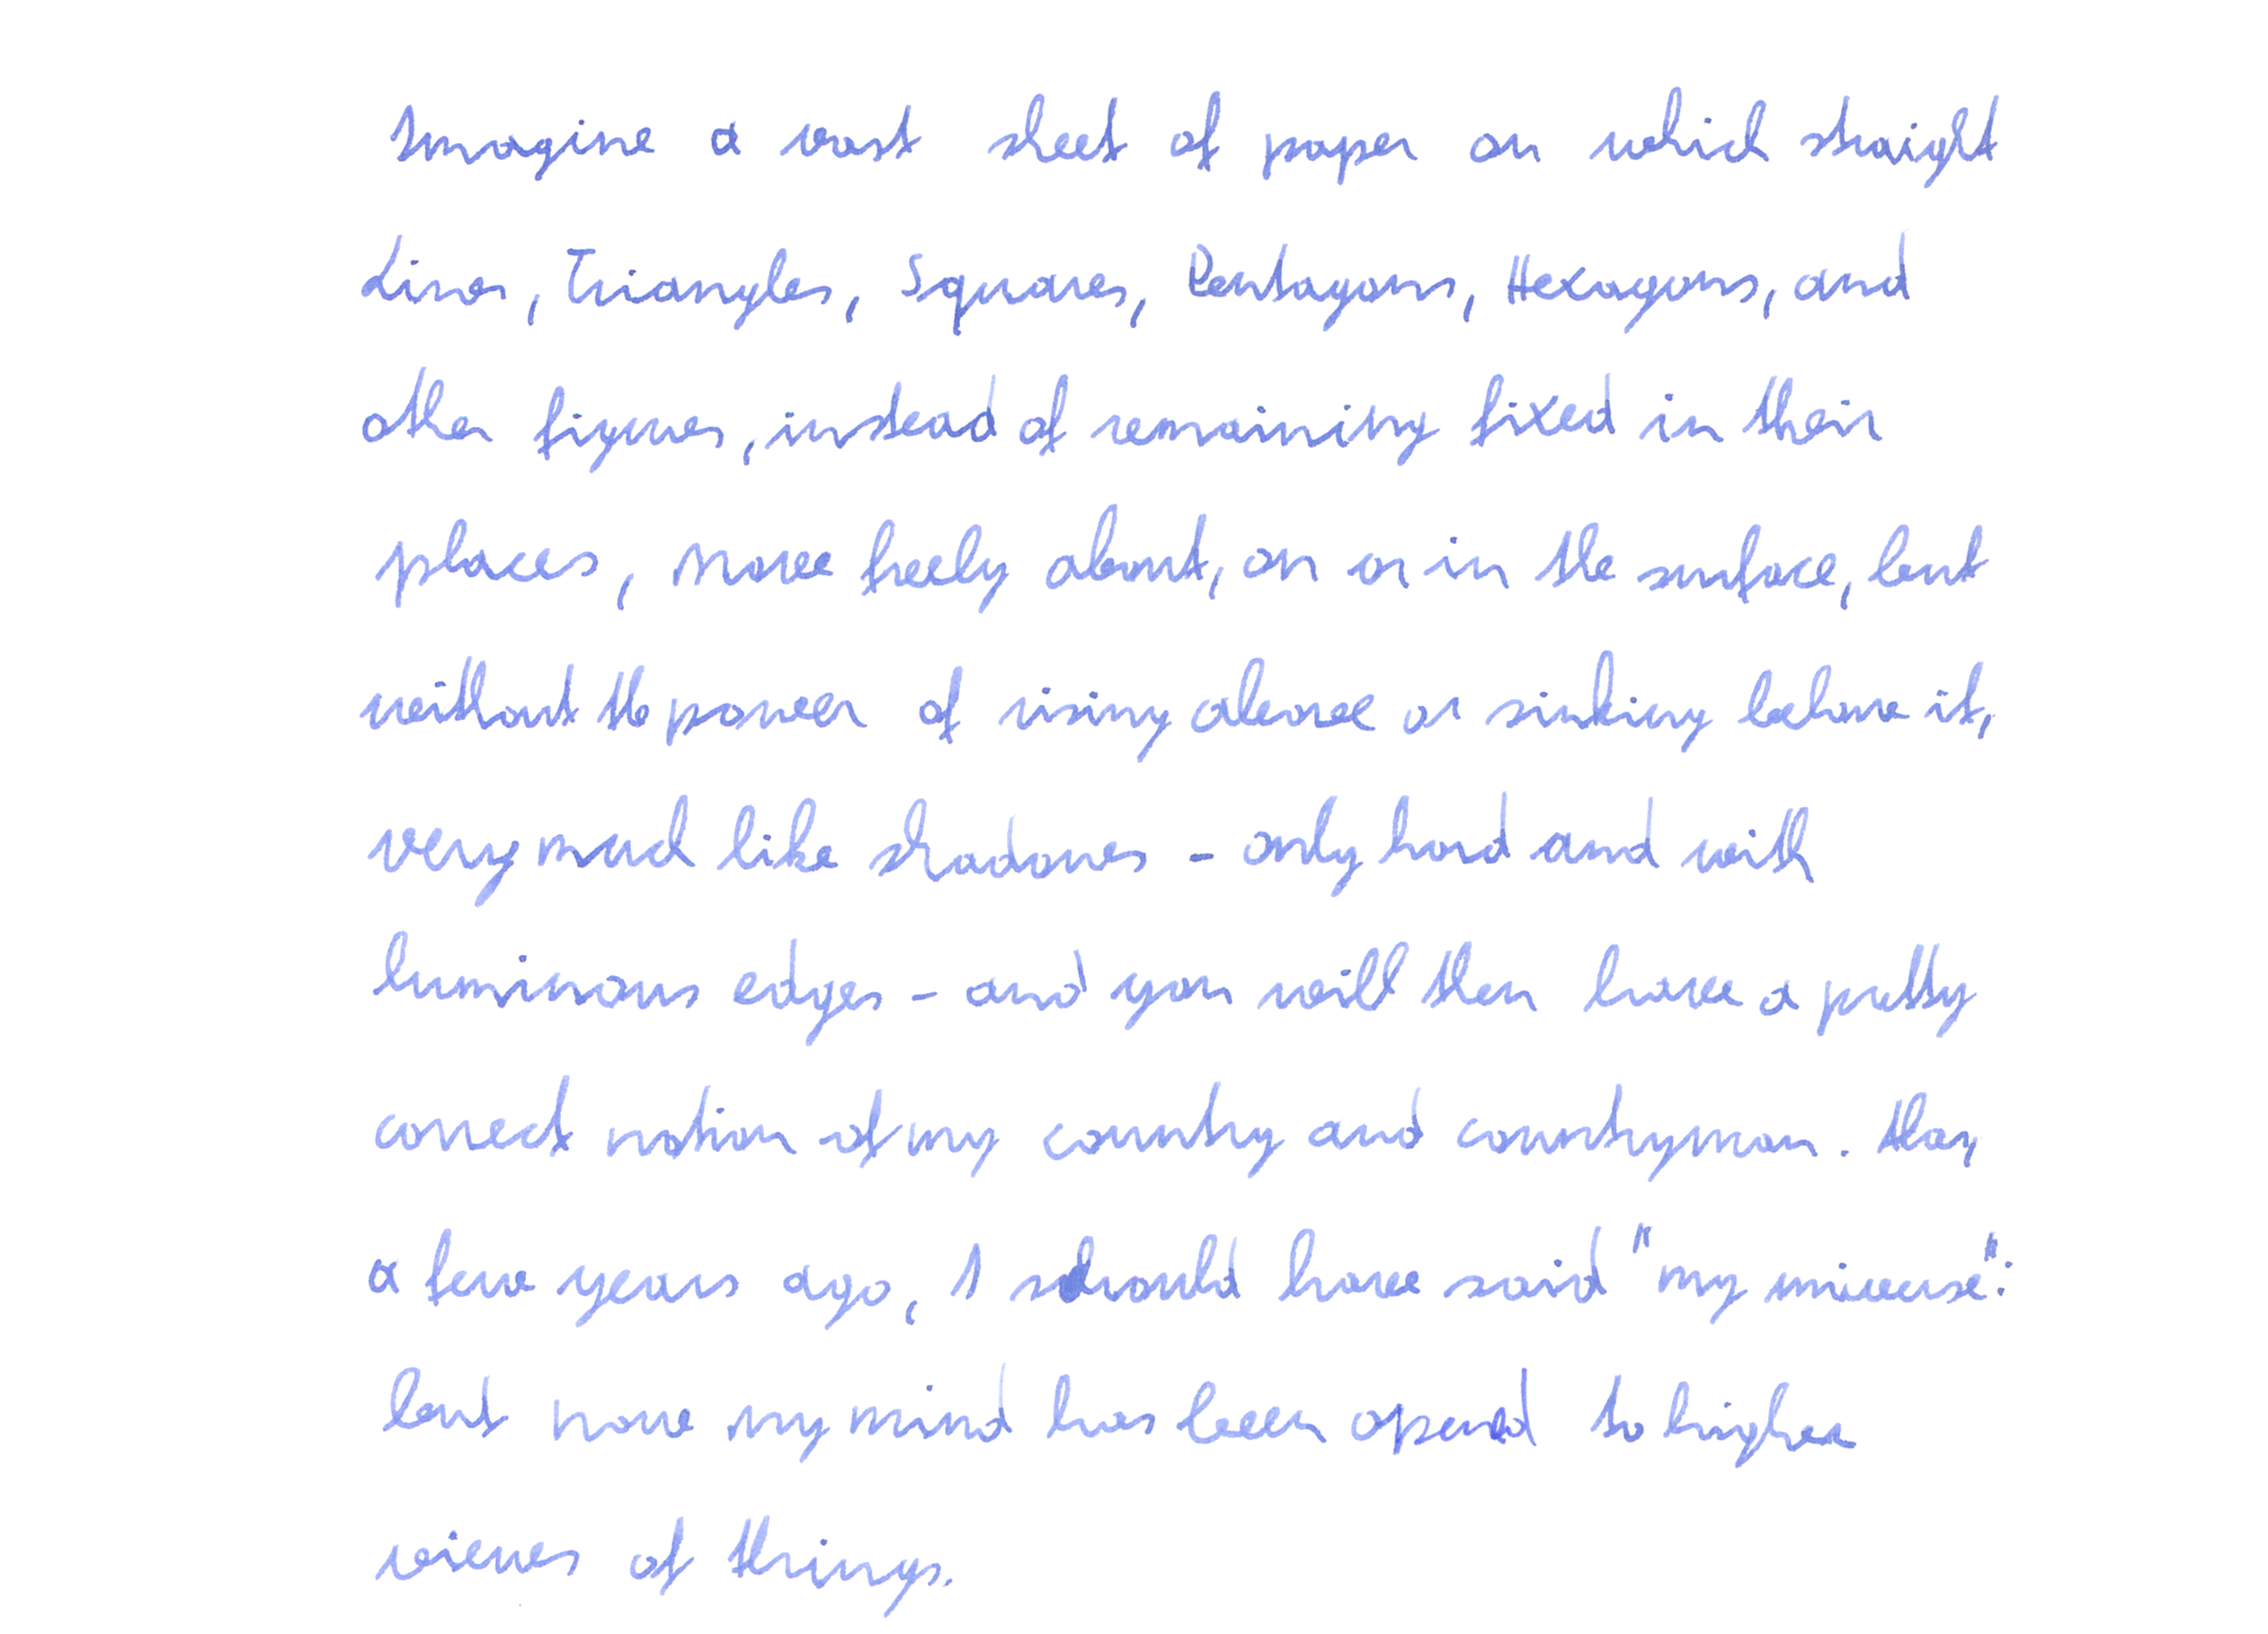 Imagine a vast sheet of paper on which straight
Lines, Triangles, Squares, Pentagons, Hexagons, and
other figures, instead of remaining fixed in their
places, move freely about, on or in the surface, but
without the power of rising above or sinking below it,
very much like shadows - only hard and with
luminous edges - and you will then have a pretty
correct notion of my country and countrymen.
a few years ago, I should have said "my universe":
but now my mind has been opened to higher
views of things.